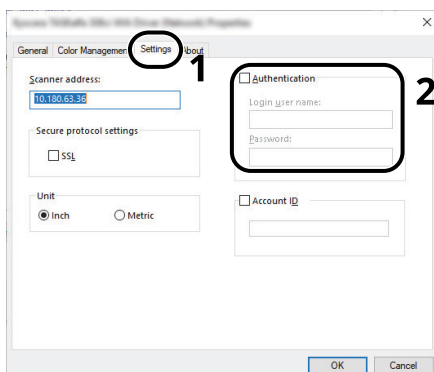 General Color Management Settings About
1
Scanner address:
10.180.63.36
Secure protocol settings
SSL
Unit
Inch Metric
Authentication
2
Login user name:
Password:
Account ID
OK Cancel